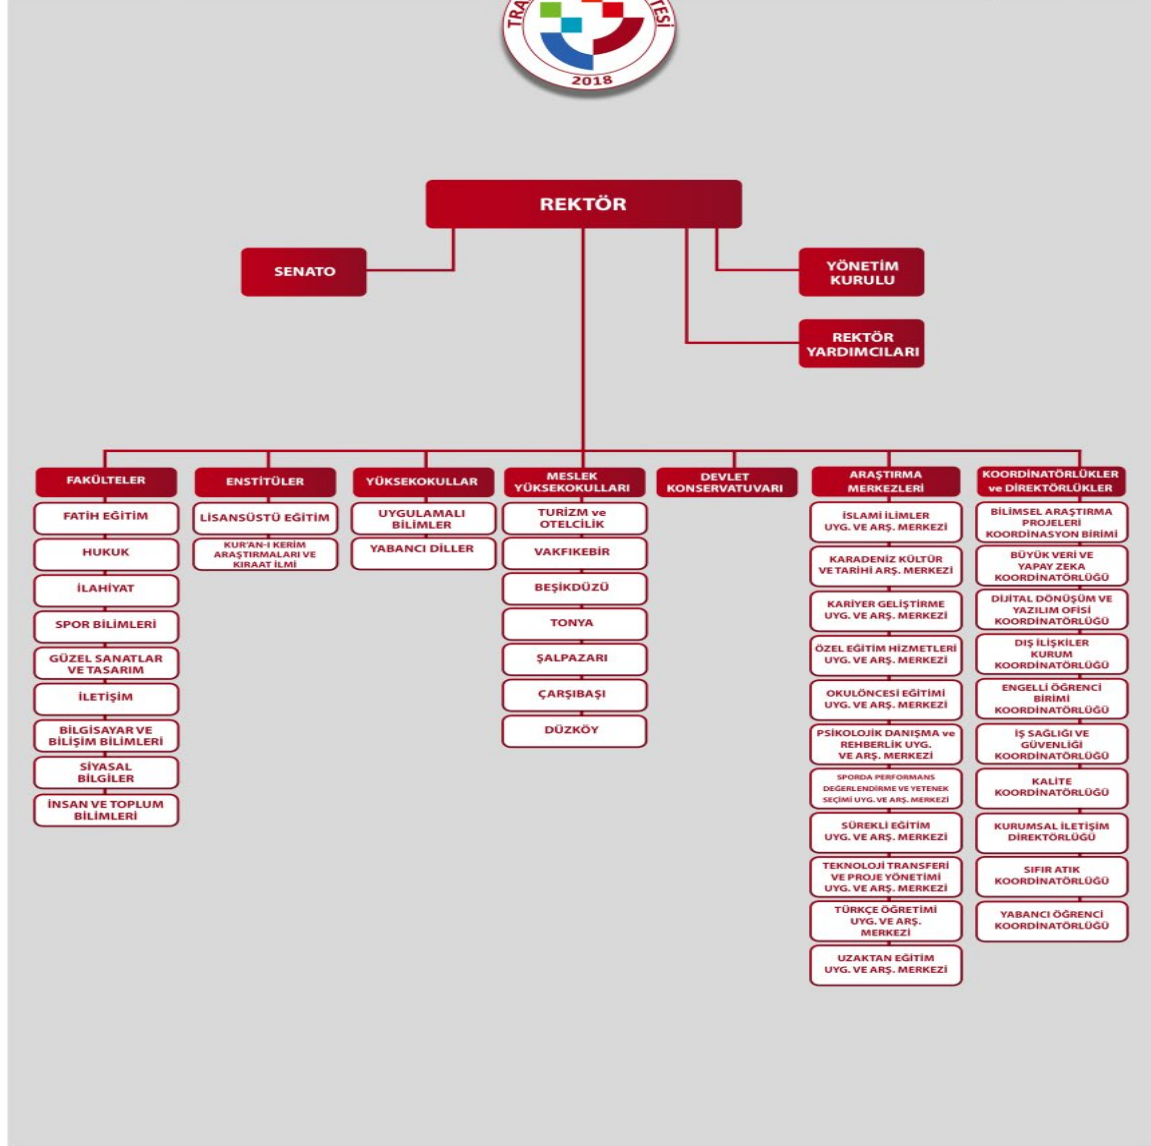 2018
REKTÖR
SENATO
YÖNETİM
KURULU
REKTÖR
YARDIMCILARI
FAKÜLTELER
FATİH EĞİTİM
HUKUK
İLAHİYAT
SPOR BİLİMLERİ
GÜZEL SANATLAR
VE TASARIM
İLETİŞİM
BİLGİSAYAR VE
BİLİŞİM BİLİMLERİ
SİYASAL
BİLGİLER
İNSAN VE TOPLUM
BİLİMLERİ
ENSTİTÜLER
LİSANSÜSTÜ EĞİTİM
KUR'AN-I KERİM
ARAŞTIRMALARI VE
KIRAAT İLMİ
YÜKSEKOKULLAR
UYGULAMALI
BİLİMLER
YABANCI DİLLER
MESLEK
YÜKSEKOKULLARI
TURİZM ve
OTELCİLİK
VAKFIKEBİR
BEŞİKDÜZÜ
TONYA
ŞALPAZARI
ÇARŞIBAŞI
DÜZKÖY
DEVLET
KONSERVATUVARI
ARAŞTIRMA
MERKEZLERİ
İSLAMİ İLİMLER
UYG. VE ARŞ. MERKEZİ
KARADENİZ KÜLTÜR
VE TARİHİ ARŞ. MERKEZİ
KARİYER GELİŞTİRME
UYG. VE ARŞ. MERKEZİ
ÖZEL EĞİTİM HİZMETLERİ
UYG. VE ARŞ. MERKEZİ
OKULÖNCESİ EĞİTİMİ
UYG. VE ARŞ. MERKEZİ
PSİKOLOJİK DANIŞMA ve
REHBERLİK UYG.
VE ARŞ. MERKEZİ
SPORDA PERFORMANS
DEĞERLENDİRME VE YETENEK
SEÇİMİ UYG. VE ARŞ. MERKEZİ
SÜREKLİ EĞİTİM
UYG. VE ARŞ. MERKEZİ
TEKNOLOJİ TRANSFERİ
VE PROJE YÖNETİMİ
UYG. VE ARŞ. MERKEZİ
TÜRKÇE ÖĞRETİMİ
UYG. VE ARŞ.
MERKEZİ
UZAKTAN EĞİTİM
UYG. VE ARŞ. MERKEZİ
KOORDİNATÖRLÜKLER
ve DİREKTÖRLÜKLER
BİLİMSEL ARAŞTIRMA
PROJELERİ
KOORDİNASYON BİRİMİ
BÜYÜK VERİ VE
YAPAY ZEKA
KOORDİNATÖRLÜĞÜ
DİJİTAL DÖNÜŞÜM VE
YAZILIM OFİSİ
KOORDİNATÖRLÜĞÜ
DIŞ İLİŞKİLER
KURUM
KOORDİNATÖRLÜĞÜ
ENGELLİ ÖĞRENCİ
BİRİMİ
KOORDİNATÖRLÜĞÜ
İŞ SAĞLIĞI VE
GÜVENLİĞİ
KOORDİNATÖRLÜĞÜ
KALİTE
KOORDİNATÖRLÜĞÜ
KURUMSAL İLETİŞİM
DİREKTÖRLÜĞÜ
SIFIR ATIK
KOORDİNATÖRLÜĞÜ
YABANCI ÖĞRENCİ
KOORDİNATÖRLÜĞÜ